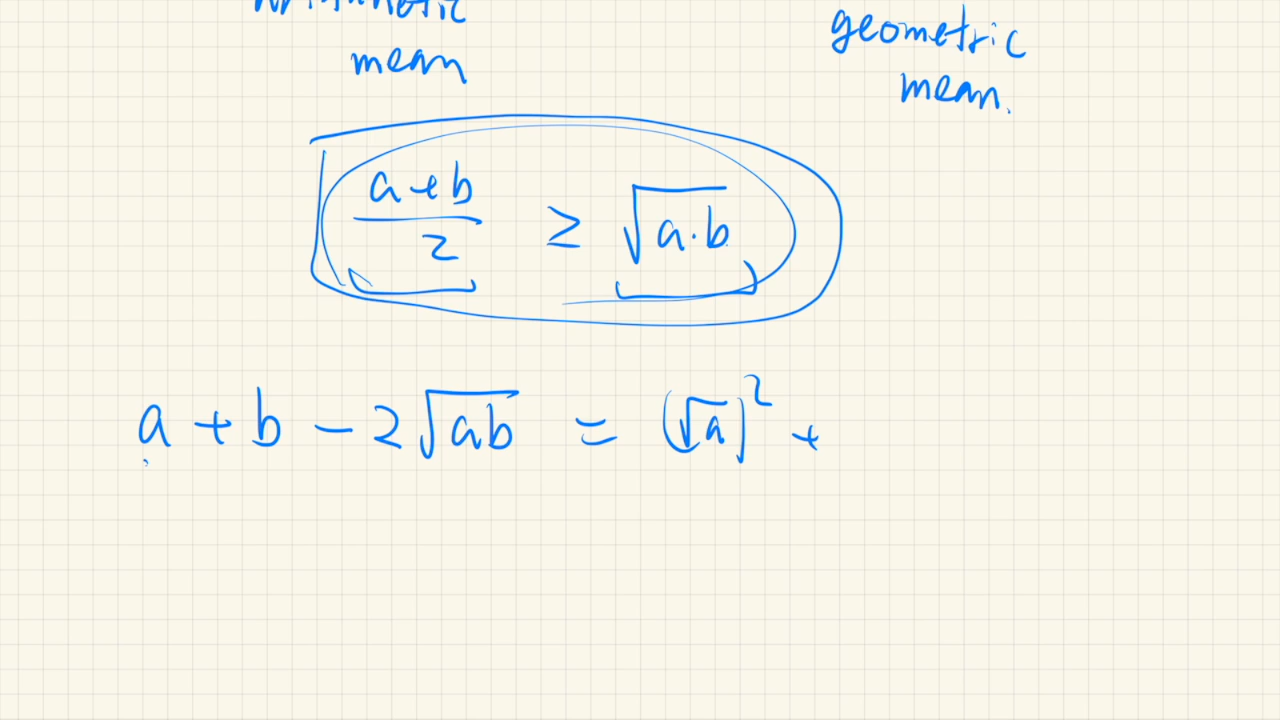 geometric
mean
mean.
a+b/2 ≥ √a·b
a + b − 2√ab = (√a)² +